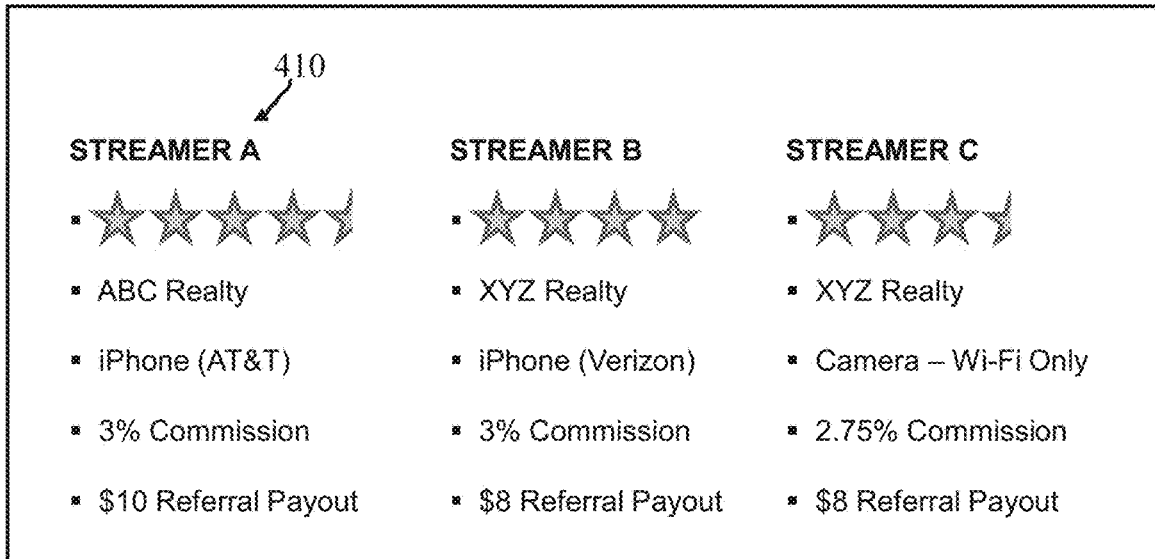 410
STREAMER A
ABC Realty
iPhone (AT&T)
3% Commission
$10 Referral Payout
STREAMER B
XYZ Realty
iPhone (Verizon)
3% Commission
$8 Referral Payout
STREAMER C
XYZ Realty
Camera – Wi-Fi Only
2.75% Commission
$8 Referral Payout